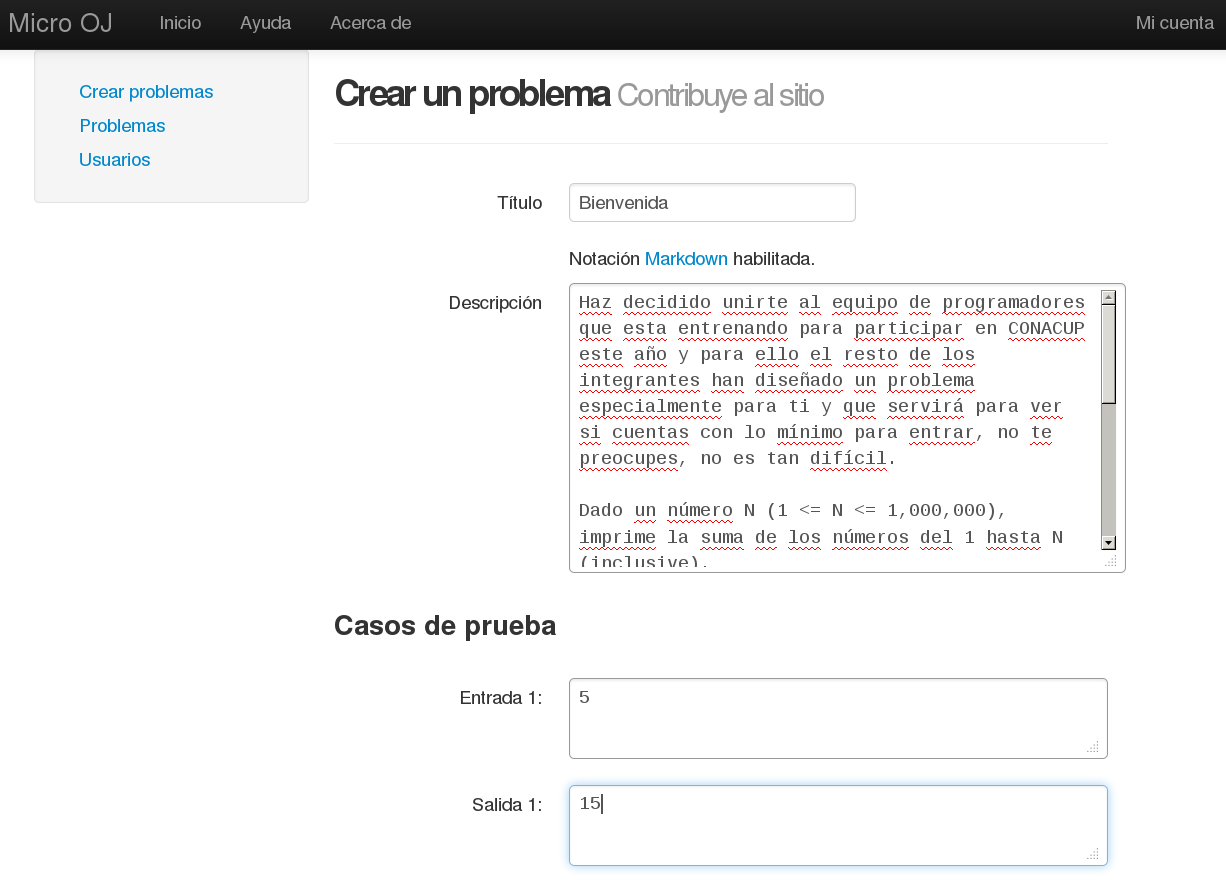 Micro OJ Inicio Ayuda Acerca de Mi cuenta
Crear problemas
Problemas
Usuarios
Crear un problema Contribuye al sitio
Título Bienvenida
Notación Markdown habilitada.
Descripción
Haz decidido unirte al equipo de programadores
que esta entrenando para participar en CONACUP
este año y para ello el resto de los
integrantes han diseñado un problema
especialmente para ti y que servirá para ver
si cuentas con lo mínimo para entrar, no te
preocupes, no es tan difícil.
Dado un número N (1 <= N <= 1,000,000),
imprime la suma de los números del 1 hasta N
(inclusive).
Casos de prueba
Entrada 1: 5
Salida 1: 15